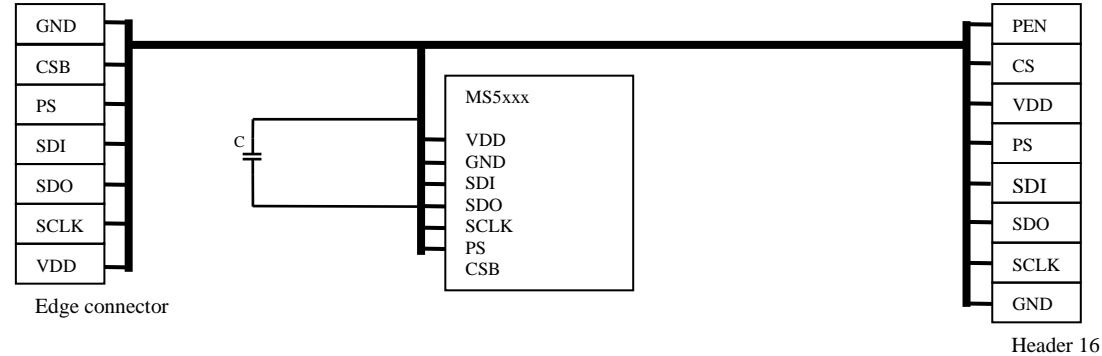 GND
CSB
PS
SDI
SDO
SCLK
VDD
Edge connector
C
MS5xxx
VDD
GND
SDI
SDO
SCLK
PS
CSB
PEN
CS
VDD
PS
SDI
SDO
SCLK
GND
Header 16